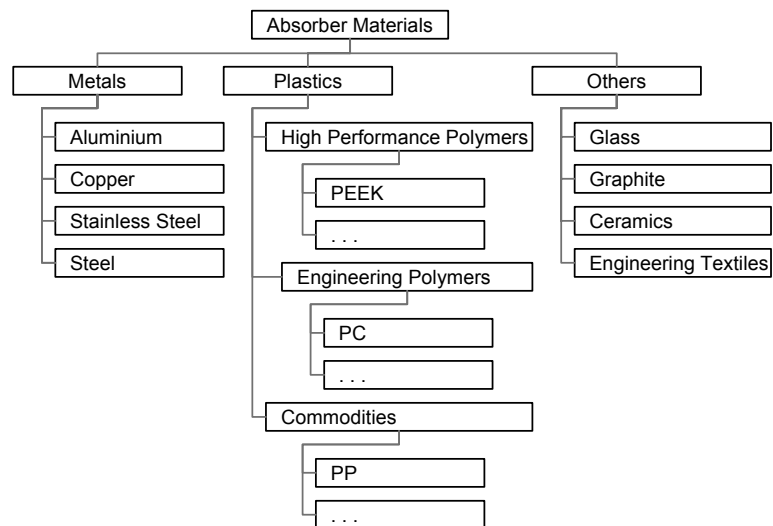 Absorber Materials
Metals
Aluminium
Copper
Stainless Steel
Steel
Plastics
High Performance Polymers
PEEK
. . .
Engineering Polymers
PC
. . .
Commodities
PP
. . .
Others
Glass
Graphite
Ceramics
Engineering Textiles